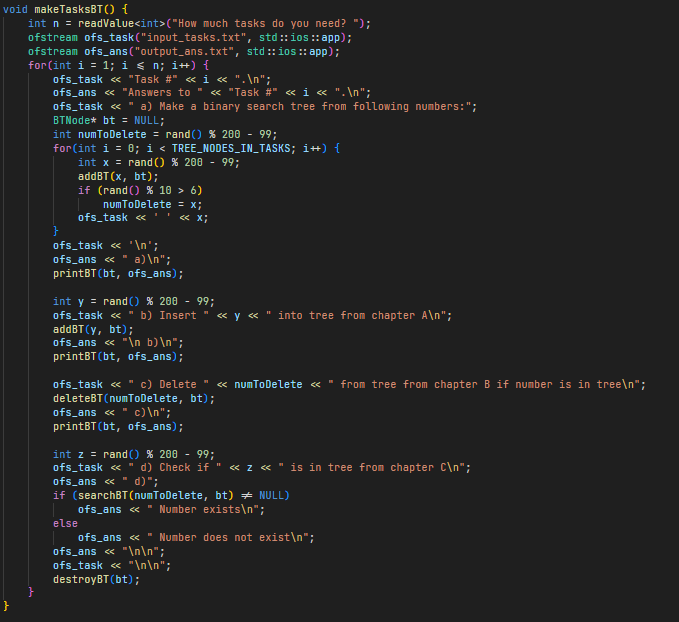 void makeTasksBT() {
    int n = readValue<int>("How much tasks do you need? ");
    ofstream ofs_task("input_tasks.txt", std::ios::app);
    ofstream ofs_ans("output_ans.txt", std::ios::app);
    for(int i = 1; i <= n; i++) {
        ofs_task << "Task #" << i << ".\n";
        ofs_ans << "Answers to " << "Task #" << i << ".\n";
        ofs_task << " a) Make a binary search tree from following numbers:";
        BTNode* bt = NULL;
        int numToDelete = rand() % 200 - 99;
        for(int i = 0; i < TREE_NODES_IN_TASKS; i++) {
            int x = rand() % 200 - 99;
            addBT(x, bt);
            if (rand() % 10 > 6)
                numToDelete = x;
            ofs_task << ' ' << x;
        }
        ofs_task << '\n';
        ofs_ans << " a)\n";
        printBT(bt, ofs_ans);

        int y = rand() % 200 - 99;
        ofs_task << " b) Insert " << y << " into tree from chapter A\n";
        addBT(y, bt);
        ofs_ans << "\n b)\n";
        printBT(bt, ofs_ans);

        ofs_task << " c) Delete " << numToDelete << " from tree from chapter B if number is in tree\n";
        deleteBT(numToDelete, bt);
        ofs_ans << " c)\n";
        printBT(bt, ofs_ans);

        int z = rand() % 200 - 99;
        ofs_task << " d) Check if " << z << " is in tree from chapter C\n";
        ofs_ans << " d)";
        if (searchBT(numToDelete, bt) != NULL)
            ofs_ans << " Number exists\n";
        else
            ofs_ans << " Number does not exist\n";
        ofs_ans << "\n\n";
        ofs_task << "\n\n";
        destroyBT(bt);
    }
}